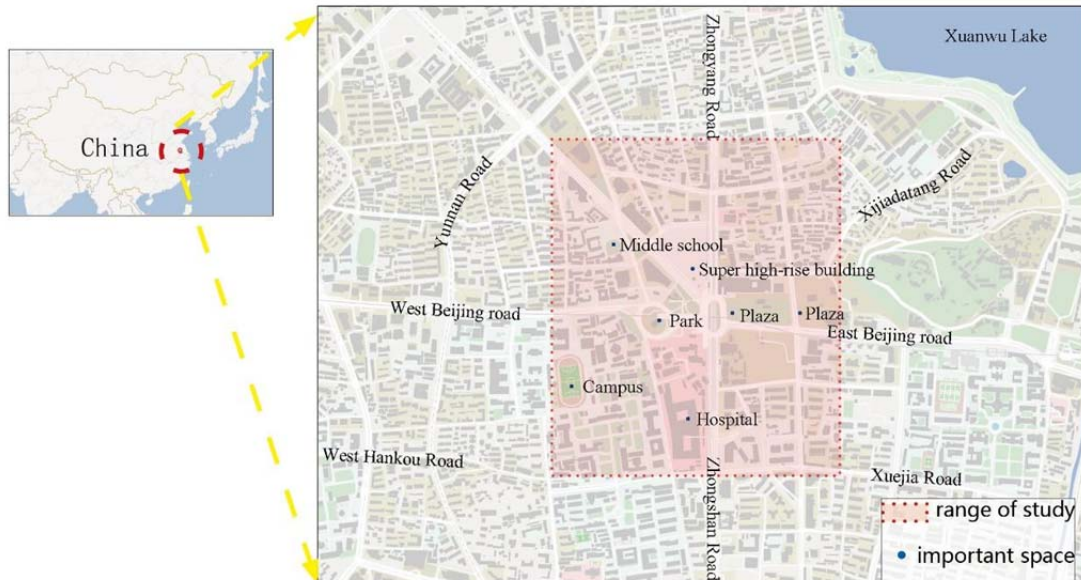 China
Xuanwu Lake
Zhongyang Road
Yunnan Road
Xijiadatang Road
Middle school
Super high-rise building
West Beijing road
Park
Plaza
Plaza
East Beijing road
Campus
Hospital
West Hankou Road
Zhongshan Road
Xuejia Road
range of study
important space